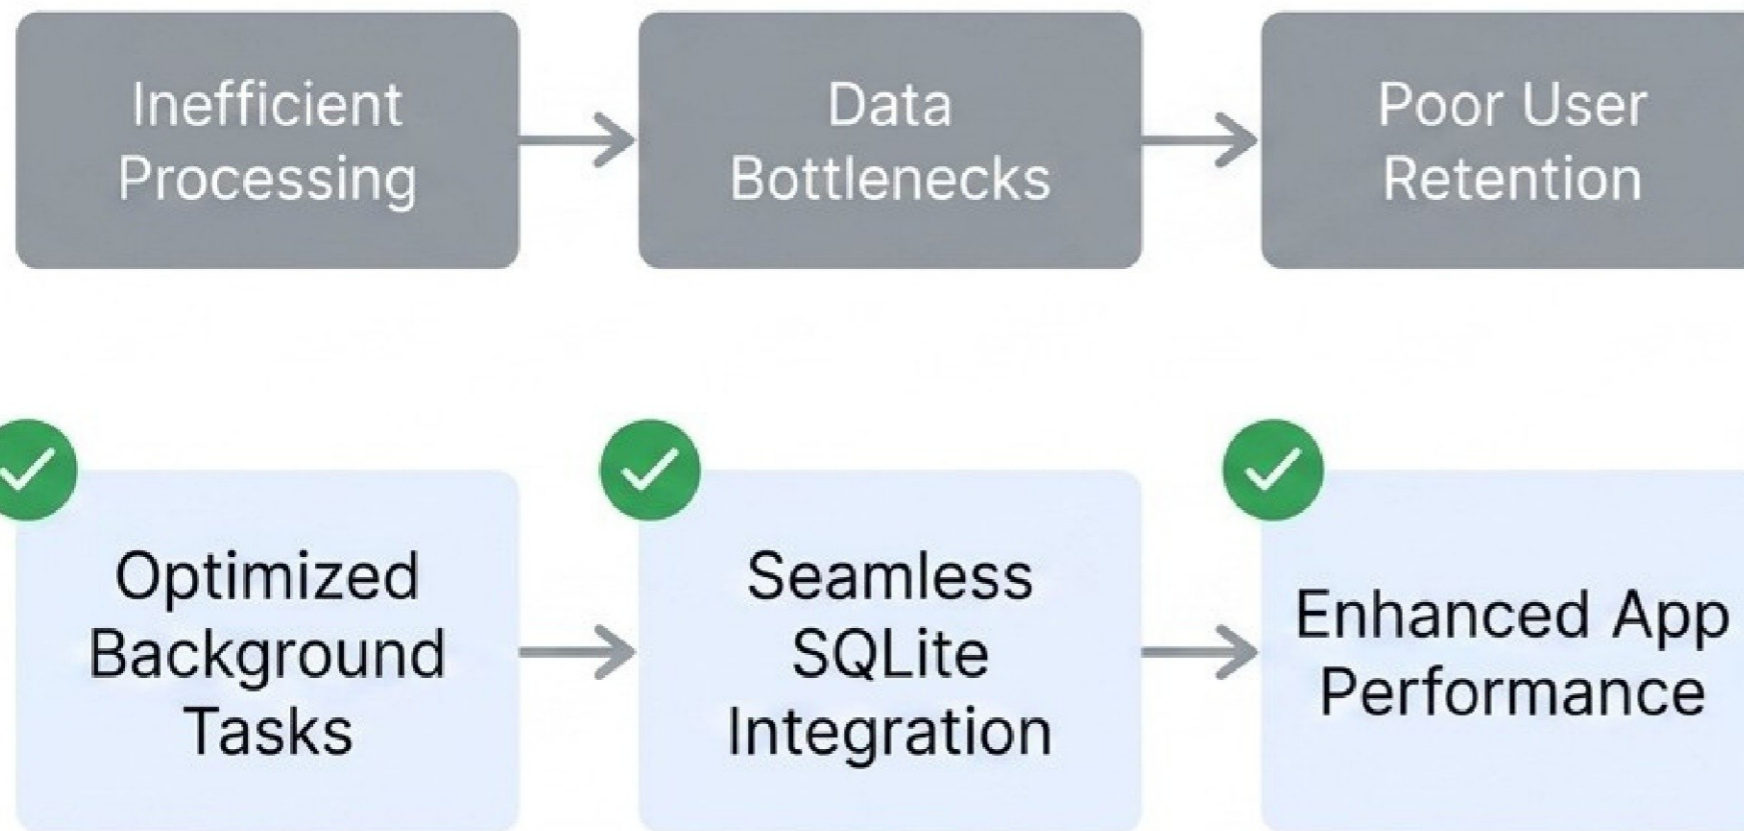 Inefficient
Processing
Data
Bottlenecks
Poor User
Retention
Optimized
Background
Tasks
Seamless
SQLite
Integration
Enhanced App
Performance